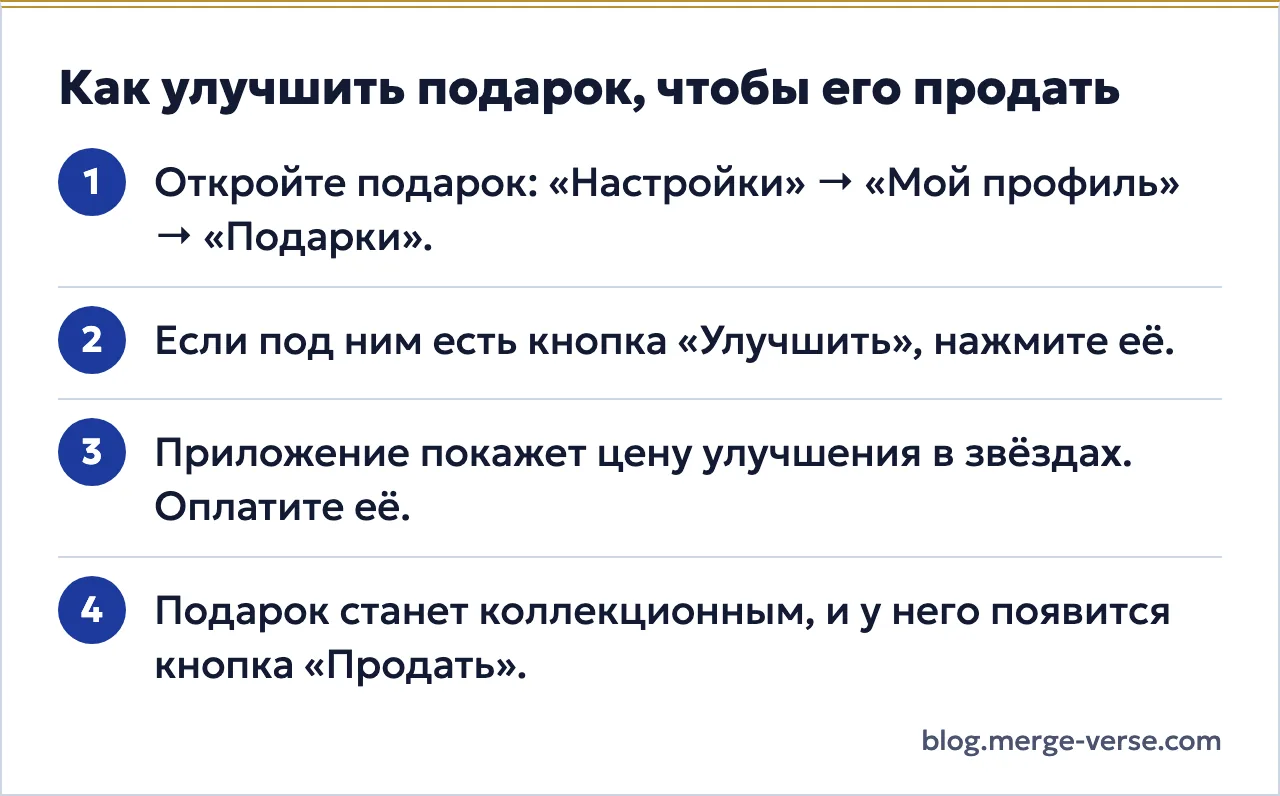 Как улучшить подарок, чтобы его продать
1
Откройте подарок: «Настройки» → «Мой профиль»
→ «Подарки».
2
Если под ним есть кнопка «Улучшить», нажмите её.
3
Приложение покажет цену улучшения в звёздах.
Оплатите её.
4
Подарок станет коллекционным, и у него появится
кнопка «Продать».
blog.merge-verse.com